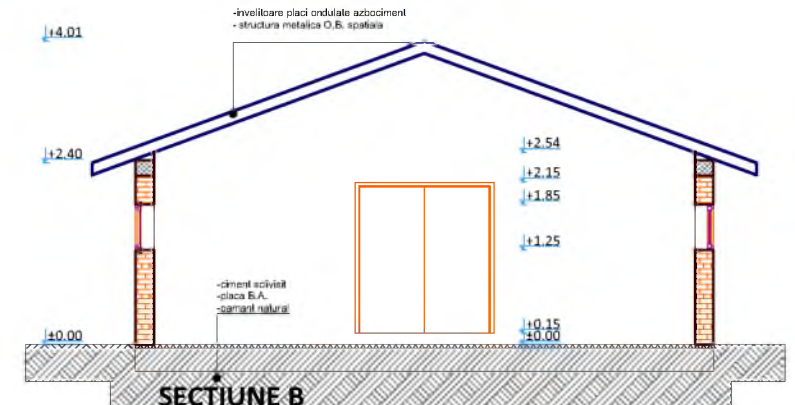 -invelitoare placi ondulate azbociment
- structura metalica O.B. spatiala
+4.01
+2.40
+2.54
+2.15
+1.85
+1.25
-ciment sclivisit
-placa B.A.
-pamant natural
+0.15
±0.00
±0.00
SECTIUNE B